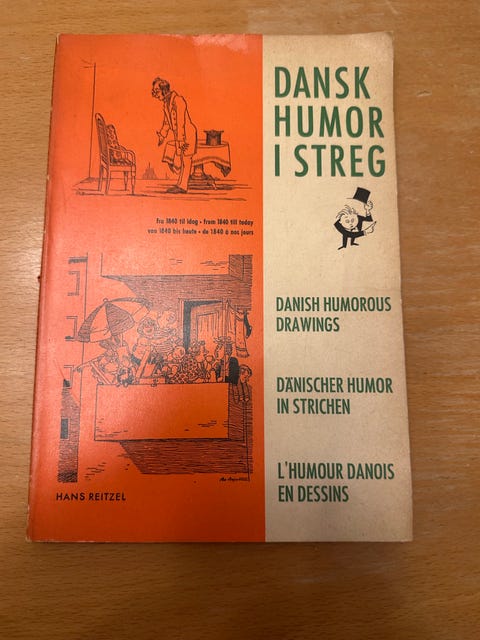 DANSK
HUMOR
I STREG
Fra 1840 til idag • from 1840 till today
von 1840 bis heute • de 1840 à nos jours
DANISH HUMOROUS
DRAWINGS
DÄNISCHER HUMOR
IN STRICHEN
L'HUMOUR DANOIS
EN DESSINS
HANS REITZEL